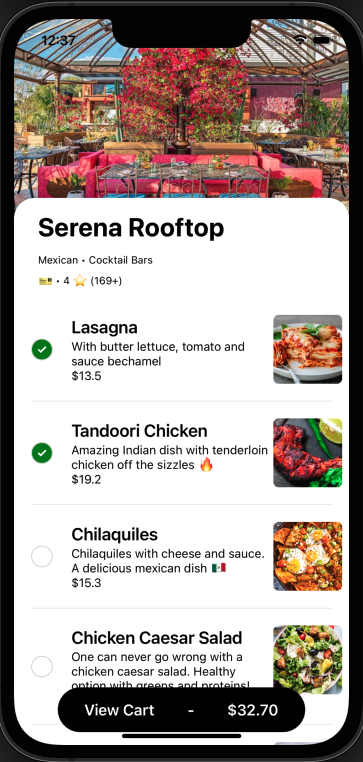 12:37
Serena Rooftop
Mexican • Cocktail Bars
🎫 • 4 ⭐ (169+)
Lasagna
With butter lettuce, tomato and
sauce bechamel
$13.5
Tandoori Chicken
Amazing Indian dish with tenderloin
chicken off the sizzles 🔥
$19.2
Chilaquiles
Chilaquiles with cheese and sauce.
A delicious mexican dish 🇲🇽
$15.3
Chicken Caesar Salad
One can never go wrong with a
chicken caesar salad. Healthy
option with greens and proteins!
View Cart - $32.70